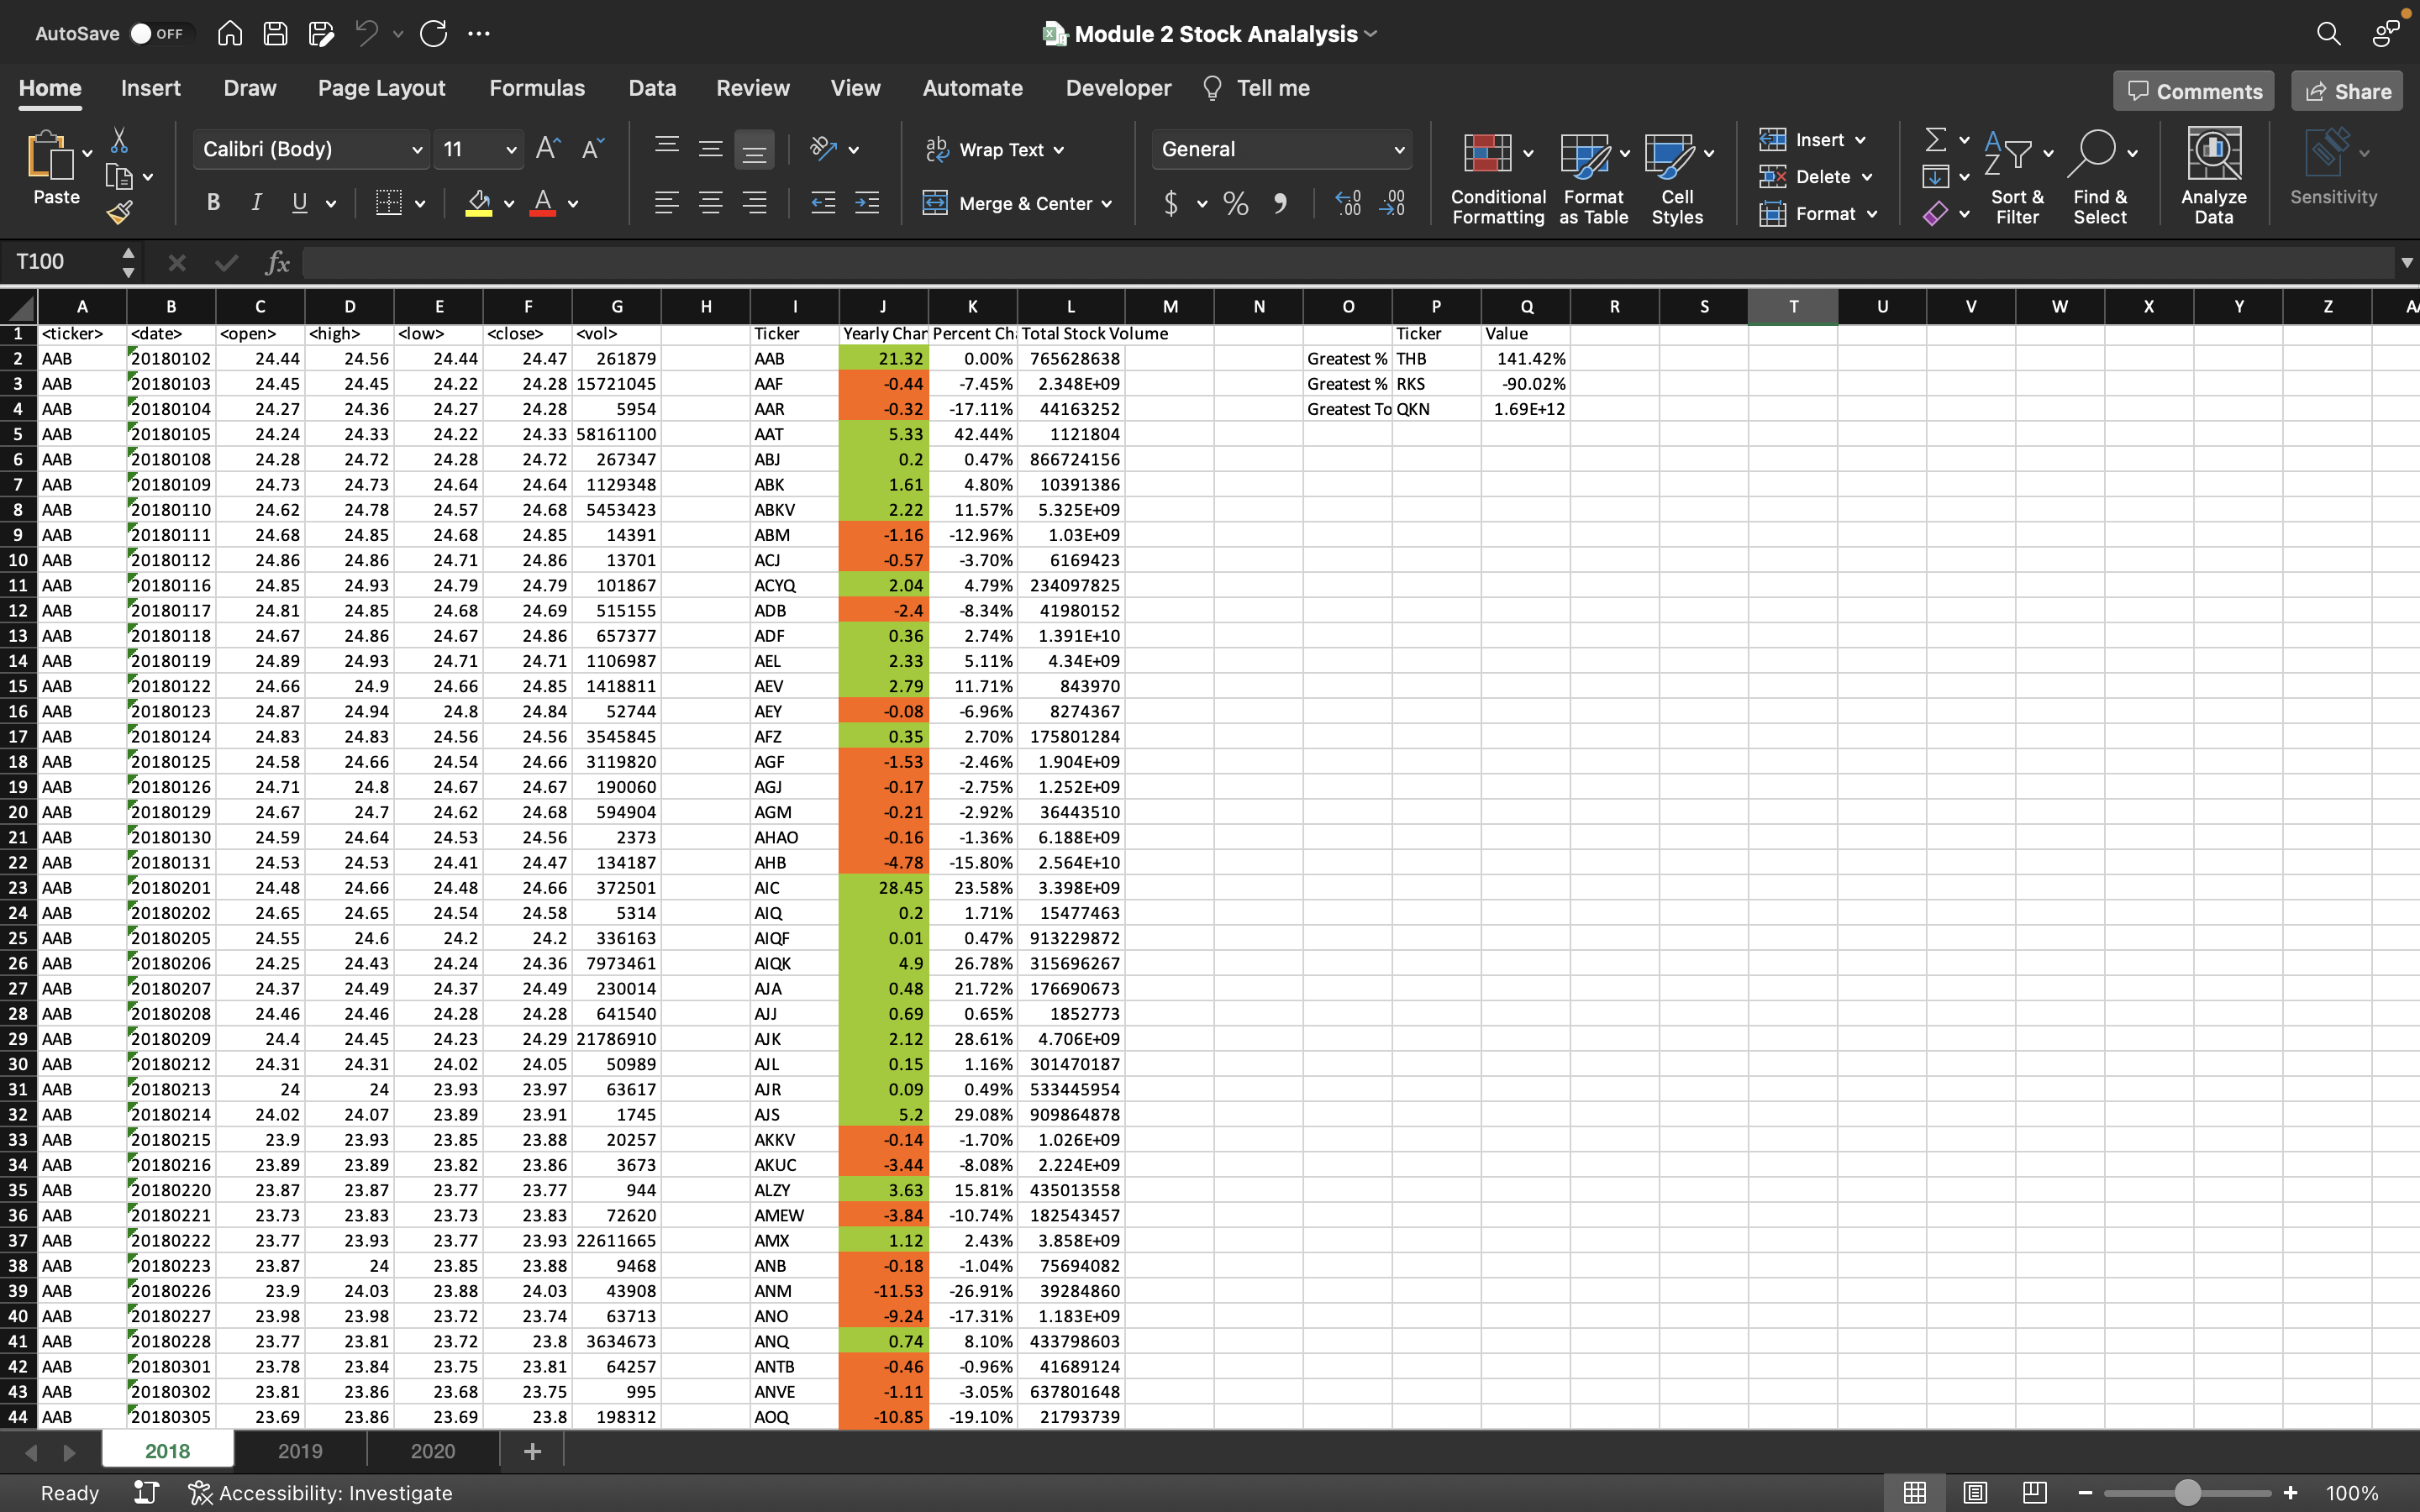 AutoSave OFF
Module 2 Stock Analalysis
Home Insert Draw Page Layout Formulas Data Review View Automate Developer Tell me Comments Share
Paste
Calibri (Body) 11
B I U
Wrap Text
Merge & Center
General
$ %
Conditional Formatting
Format as Table
Cell Styles
Insert
Delete
Format
Sort & Filter
Find & Select
Analyze Data
Sensitivity
T100 fx
A B C D E F G H I J K L M N O P Q R S T U V W X Y Z
1 <ticker> <date> <open> <high> <low> <close> <vol> Ticker Yearly Char Percent Ch Total Stock Volume Ticker Value
2 AAB 20180102 24.44 24.56 24.44 24.47 261879 AAB 21.32 0.00% 765628638 Greatest % THB 141.42%
3 AAB 20180103 24.45 24.45 24.22 24.28 15721045 AAF -0.44 -7.45% 2.348E+09 Greatest % RKS -90.02%
4 AAB 20180104 24.27 24.36 24.27 24.28 5954 AAR -0.32 -17.11% 44163252 Greatest To QKN 1.69E+12
5 AAB 20180105 24.24 24.33 24.22 24.33 58161100 AAT 5.33 42.44% 1121804
6 AAB 20180108 24.28 24.72 24.28 24.72 267347 ABJ 0.2 0.47% 866724156
7 AAB 20180109 24.73 24.73 24.64 24.64 1129348 ABK 1.61 4.80% 10391386
8 AAB 20180110 24.62 24.78 24.57 24.68 5453423 ABKV 2.22 11.57% 5.325E+09
9 AAB 20180111 24.68 24.85 24.68 24.85 14391 ABM -1.16 -12.96% 1.03E+09
10 AAB 20180112 24.86 24.86 24.71 24.86 13701 ACJ -0.57 -3.70% 6169423
11 AAB 20180116 24.85 24.93 24.79 24.79 101867 ACYQ 2.04 4.79% 234097825
12 AAB 20180117 24.81 24.85 24.68 24.69 515155 ADB -2.4 -8.34% 41980152
13 AAB 20180118 24.67 24.86 24.67 24.86 657377 ADF 0.36 2.74% 1.391E+10
14 AAB 20180119 24.89 24.93 24.71 24.71 1106987 AEL 2.33 5.11% 4.34E+09
15 AAB 20180122 24.66 24.9 24.66 24.85 1418811 AEV 2.79 11.71% 843970
16 AAB 20180123 24.87 24.94 24.8 24.84 52744 AEY -0.08 -6.96% 8274367
17 AAB 20180124 24.83 24.83 24.56 24.56 3545845 AFZ 0.35 2.70% 175801284
18 AAB 20180125 24.58 24.66 24.54 24.66 3119820 AGF -1.53 -2.46% 1.904E+09
19 AAB 20180126 24.71 24.8 24.67 24.67 190060 AGJ -0.17 -2.75% 1.252E+09
20 AAB 20180129 24.67 24.7 24.62 24.68 594904 AGM -0.21 -2.92% 36443510
21 AAB 20180130 24.59 24.64 24.53 24.56 2373 AHAO -0.16 -1.36% 6.188E+09
22 AAB 20180131 24.53 24.53 24.41 24.47 134187 AHB -4.78 -15.80% 2.564E+10
23 AAB 20180201 24.48 24.66 24.48 24.66 372501 AIC 28.45 23.58% 3.398E+09
24 AAB 20180202 24.65 24.65 24.54 24.58 5314 AIQ 0.2 1.71% 15477463
25 AAB 20180205 24.55 24.6 24.2 24.2 336163 AIQF 0.01 0.47% 913229872
26 AAB 20180206 24.25 24.43 24.24 24.36 7973461 AIQK 4.9 26.78% 315696267
27 AAB 20180207 24.37 24.49 24.37 24.49 230014 AJA 0.48 21.72% 176690673
28 AAB 20180208 24.46 24.46 24.28 24.28 641540 AJJ 0.69 0.65% 1852773
29 AAB 20180209 24.4 24.45 24.23 24.29 21786910 AJK 2.12 28.61% 4.706E+09
30 AAB 20180212 24.31 24.31 24.02 24.05 50989 AJL 0.15 1.16% 301470187
31 AAB 20180213 24 24 23.93 23.97 63617 AJR 0.09 0.49% 533445954
32 AAB 20180214 24.02 24.07 23.89 23.91 1745 AJS 5.2 29.08% 909864878
33 AAB 20180215 23.9 23.93 23.85 23.88 20257 AKKV -0.14 -1.70% 1.026E+09
34 AAB 20180216 23.89 23.89 23.82 23.86 3673 AKUC -3.44 -8.08% 2.224E+09
35 AAB 20180220 23.87 23.87 23.77 23.77 944 ALZY 3.63 15.81% 435013558
36 AAB 20180221 23.73 23.83 23.73 23.83 72620 AMEW -3.84 -10.74% 182543457
37 AAB 20180222 23.77 23.93 23.77 23.93 22611665 AMX 1.12 2.43% 3.858E+09
38 AAB 20180223 23.87 24 23.85 23.88 9468 ANB -0.18 -1.04% 75694082
39 AAB 20180226 23.9 24.03 23.88 24.03 43908 ANM -11.53 -26.91% 39284860
40 AAB 20180227 23.98 23.98 23.72 23.74 63713 ANO -9.24 -17.31% 1.183E+09
41 AAB 20180228 23.77 23.81 23.72 23.8 3634673 ANQ 0.74 8.10% 433798603
42 AAB 20180301 23.78 23.84 23.75 23.81 64257 ANTB -0.46 -0.96% 41689124
43 AAB 20180302 23.81 23.86 23.68 23.75 995 ANVE -1.11 -3.05% 637801648
44 AAB 20180305 23.69 23.86 23.69 23.8 198312 AOQ -10.85 -19.10% 21793739
2018 2019 2020 +
Ready Accessibility: Investigate 100%